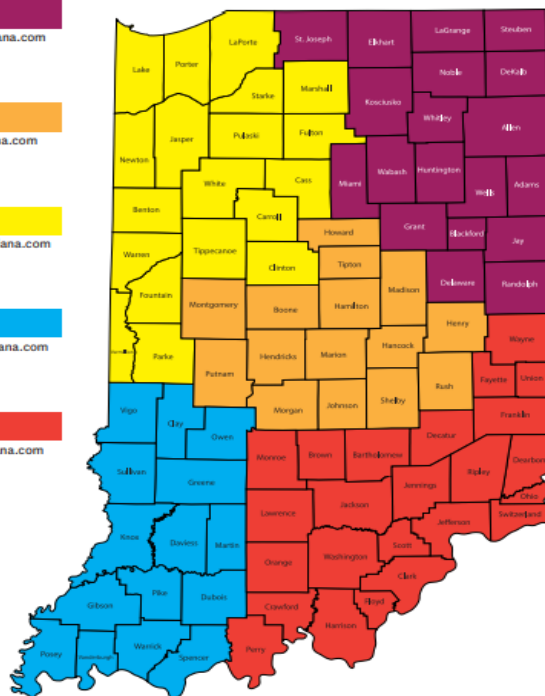 ana.com
a.com
ana.com
ana.com
na.com
St. Joseph
Elkhart
LaGrange
Steuben
LaPorte
Porter
Lake
Noble
DeKalb
Starke
Marshall
Kosciusko
Whitley
Allen
Jasper
Pulaski
Fulton
Newton
White
Cass
Miami
Wabash
Huntington
Wells
Adams
Benton
Carroll
Grant
Blackford
Jay
Howard
Warren
Tippecanoe
Clinton
Tipton
Delaware
Randolph
Fountain
Montgomery
Boone
Hamilton
Madison
Henry
Wayne
Parke
Putnam
Hendricks
Marion
Hancock
Rush
Fayette
Union
Vigo
Clay
Owen
Morgan
Johnson
Shelby
Franklin
Decatur
Monroe
Brown
Bartholomew
Dearborn
Sullivan
Greene
Jennings
Ripley
Ohio
Lawrence
Jackson
Jefferson
Switzerland
Knox
Daviess
Martin
Scott
Orange
Washington
Clark
Gibson
Pike
Dubois
Crawford
Floyd
Harrison
Posey
Warrick
Spencer
Perry